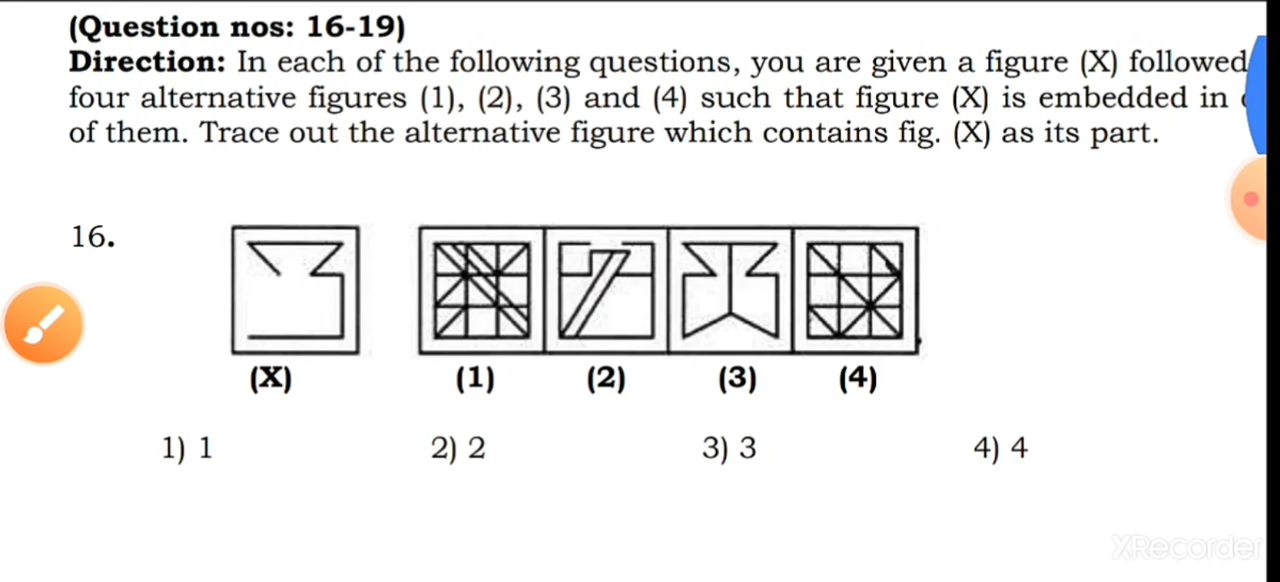 (Question nos: 16-19)
Direction: In each of the following questions, you are given a figure (X) followed
four alternative figures (1), (2), (3) and (4) such that figure (X) is embedded in
of them. Trace out the alternative figure which contains fig. (X) as its part.
16.
(X) (1) (2) (3) (4)
1) 1 2) 2 3) 3 4) 4
XRecorder